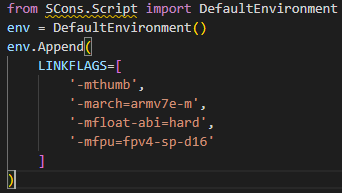 from SCons.Script import DefaultEnvironment
env = DefaultEnvironment()
env.Append(
    LINKFLAGS=[
        '-mthumb',
        '-march=armv7e-m',
        '-mfloat-abi=hard',
        '-mfpu=fpv4-sp-d16'
    ]
)